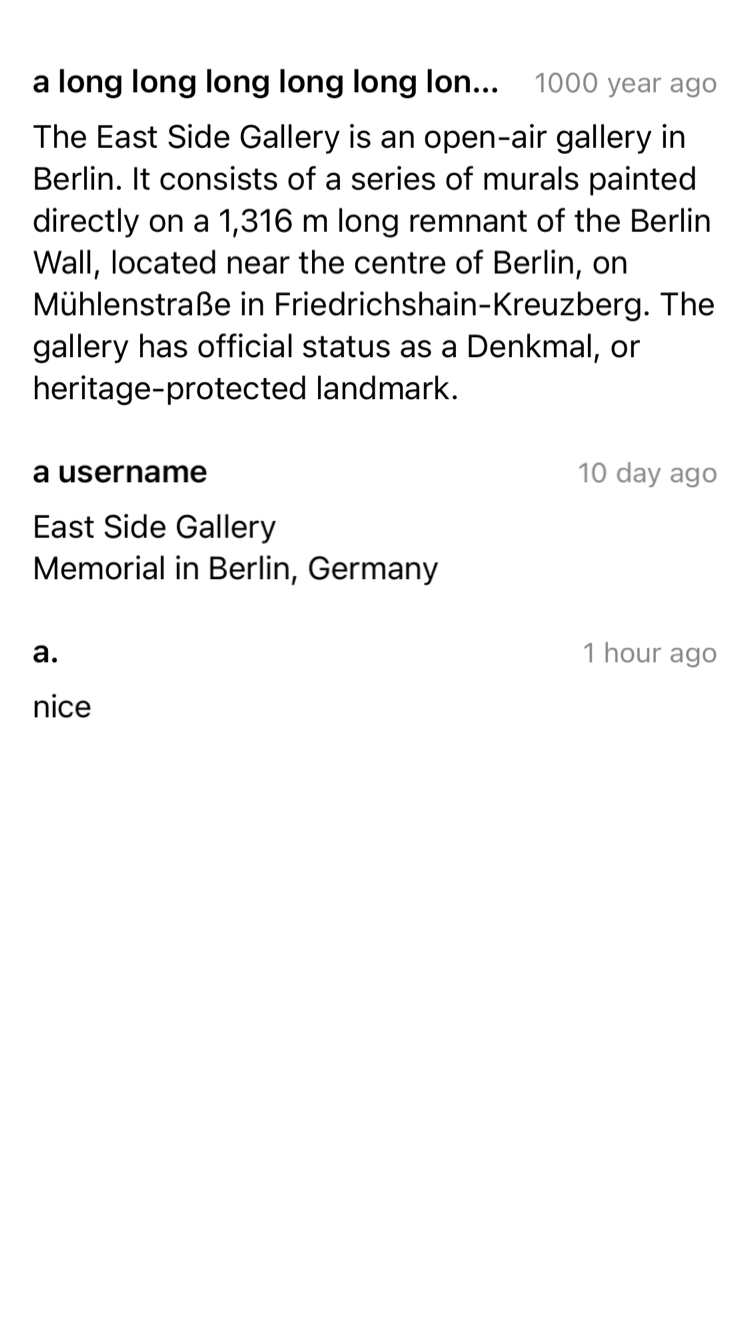 a long long long long long lon... 1000 year ago
The East Side Gallery is an open-air gallery in
Berlin. It consists of a series of murals painted
directly on a 1,316 m long remnant of the Berlin
Wall, located near the centre of Berlin, on
Mühlenstraße in Friedrichshain-Kreuzberg. The
gallery has official status as a Denkmal, or
heritage-protected landmark.
a username 10 day ago
East Side Gallery
Memorial in Berlin, Germany
a. 1 hour ago
nice